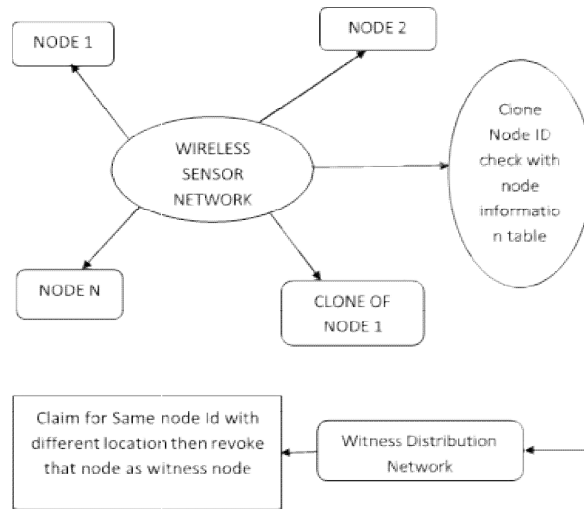 NODE 1
NODE 2
WIRELESS
SENSOR
NETWORK
Clone
Node ID
check with
node
informatio
n table
NODE N
CLONE OF
NODE 1
Claim for Same node Id with
different location then revoke
that node as witness node
Witness Distribution
Network